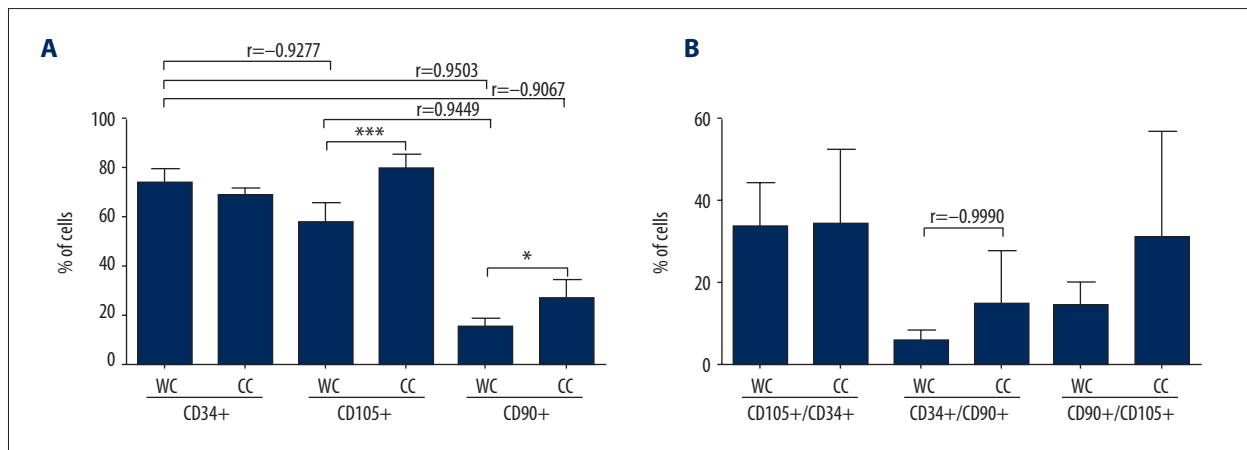 A
r=–0.9277
r=0.9503
r=–0.9067
r=0.9449
***
*
% of cells
100
80
60
40
20
0
WC CC WC CC WC CC
CD34+ CD105+ CD90+
B
r=–0.9990
% of cells
60
40
20
0
WC CC WC CC WC CC
CD105+/CD34+ CD34+/CD90+ CD90+/CD105+